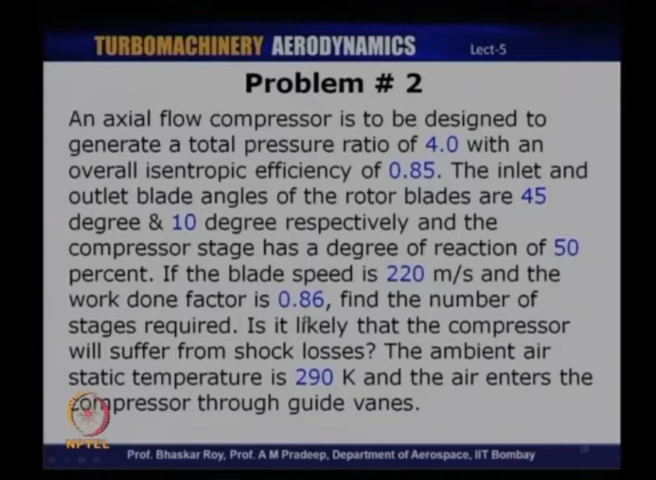 TURBOMACHINERY AERODYNAMICS Lect-5
Problem # 2
An axial flow compressor is to be designed to
generate a total pressure ratio of 4.0 with an
overall isentropic efficiency of 0.85. The inlet and
outlet blade angles of the rotor blades are 45
degree & 10 degree respectively and the
compressor stage has a degree of reaction of 50
percent. If the blade speed is 220 m/s and the
work done factor is 0.86, find the number of
stages required. Is it likely that the compressor
will suffer from shock losses? The ambient air
static temperature is 290 K and the air enters the
compressor through guide vanes.
NPTEL
Prof. Bhaskar Roy, Prof. A M Pradeep, Department of Aerospace, IIT Bombay